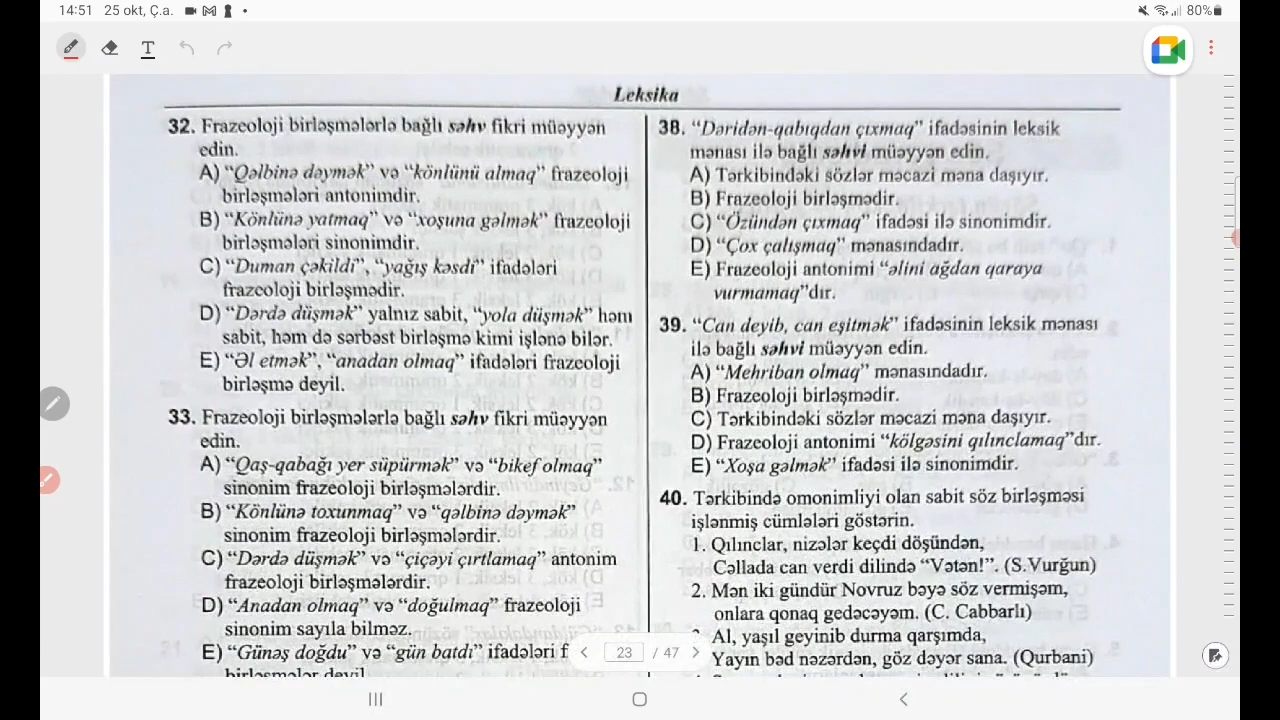 14:51 25 okt, Ç.a.
80%
T
Leksika
32. Frazeoloji birləşmələrlə bağlı səhv fikri müəyyən
edin.
A) “Qəlbinə dəymək” və “könlünü almaq” frazeoloji
birləşmələri antonimdir.
B) “Könlünə yatmaq” və “xoşuna gəlmək” frazeoloji
birləşmələri sinonimdir.
C) “Duman çəkildi”, “yağış kəsdi” ifadələri
frazeoloji birləşmədir.
D) “Dərdə düşmək” yalnız sabit, “yola düşmək” həm
sabit, həm də sərbəst birləşmə kimi işlənə bilər.
E) “Əl etmək”, “anadan olmaq” ifadələri frazeoloji
birləşmə deyil.
33. Frazeoloji birləşmələrlə bağlı səhv fikri müəyyən
edin.
A) “Qaş-qabağı yer süpürmək” və “bikef olmaq”
sinonim frazeoloji birləşmələrdir.
B) “Könlünə toxunmaq” və “qəlbinə dəymək”
sinonim frazeoloji birləşmələrdir.
C) “Dərdə düşmək” və “çiçəyi çırtlamaq” antonim
frazeoloji birləşmələrdir.
D) “Anadan olmaq” və “doğulmaq” frazeoloji
sinonim sayıla bilməz.
E) “Günəş doğdu” və “gün batdı” ifadələri f
birləşmələr deyil.
38. “Dəridən-qabıqdan çıxmaq” ifadəsinin leksik
mənası ilə bağlı səhvi müəyyən edin.
A) Tərkibindəki sözlər məcazi məna daşıyır.
B) Frazeoloji birləşmədir.
C) “Özündən çıxmaq” ifadəsi ilə sinonimdir.
D) “Çox çalışmaq” mənasındadır.
E) Frazeoloji antonimi “əlini ağdan qaraya
vurmamaq”dır.
39. “Can deyib, can eşitmək” ifadəsinin leksik mənası
ilə bağlı səhvi müəyyən edin.
A) “Mehriban olmaq” mənasındadır.
B) Frazeoloji birləşmədir.
C) Tərkibindəki sözlər məcazi məna daşıyır.
D) Frazeoloji antonimi “kölgəsini qılınclamaq”dır.
E) “Xoşa gəlmək” ifadəsi ilə sinonimdir.
40. Tərkibində omonimliyi olan sabit söz birləşməsi
işlənmiş cümlələri göstərin.
1. Qılınclar, nizələr keçdi döşündən,
Cəllada can verdi dilində “Vətən!”. (S.Vurğun)
2. Mən iki gündür Novruz bəyə söz vermişəm,
onlara qonaq gedəcəyəm. (C. Cabbarlı)
Al, yaşıl geyinib durma qarşımda,
Yayın bəd nəzərdən, göz dəyər sana. (Qurbani)
23 / 47